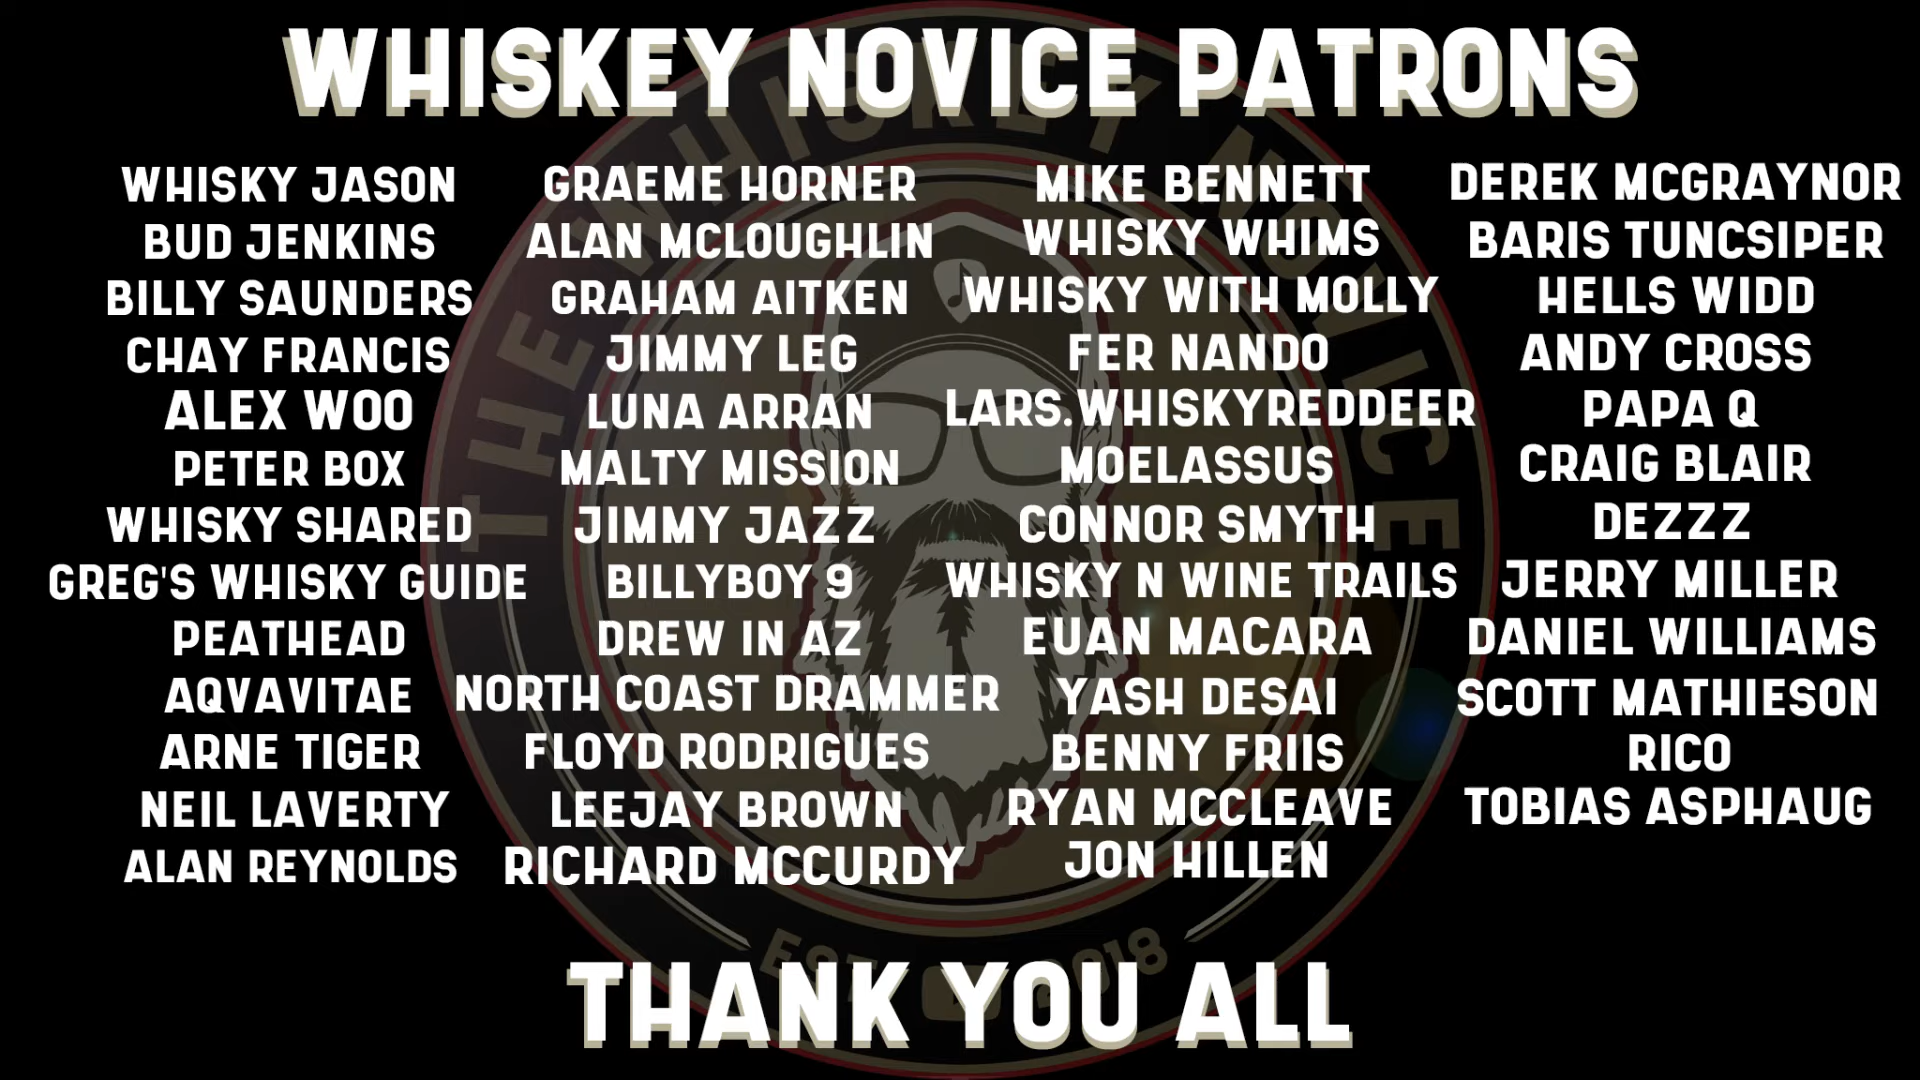 WHISKEY NOVICE PATRONS
WHISKY JASON
BUD JENKINS
BILLY SAUNDERS
CHAY FRANCIS
ALEX WOO
PETER BOX
WHISKY SHARED
GREG'S WHISKY GUIDE
PEATHEAD
AQVAVITAE
ARNE TIGER
NEIL LAVERTY
ALAN REYNOLDS
GRAEME HORNER
ALAN MCLOUGHLIN
GRAHAM AITKEN
JIMMY LEG
LUNA ARRAN
MALTY MISSION
JIMMY JAZZ
BILLYBOY 9
DREW IN AZ
NORTH COAST DRAMMER
FLOYD RODRIGUES
LEEJAY BROWN
RICHARD MCCURDY
MIKE BENNETT
WHISKY WHIMS
WHISKY WITH MOLLY
FER NANDO
LARS.WHISKYREDDEER
MOELASSUS
CONNOR SMYTH
WHISKY N WINE TRAILS
EUAN MACARA
YASH DESAI
BENNY FRIIS
RYAN MCCLEAVE
JON HILLEN
DEREK MCGRAYNOR
BARIS TUNCSIPER
HELLS WIDD
ANDY CROSS
PAPA Q
CRAIG BLAIR
DEZZZ
JERRY MILLER
DANIEL WILLIAMS
SCOTT MATHIESON
RICO
TOBIAS ASPHAUG
THE WHISKEY NOVICE
EST. 2018
THANK YOU ALL